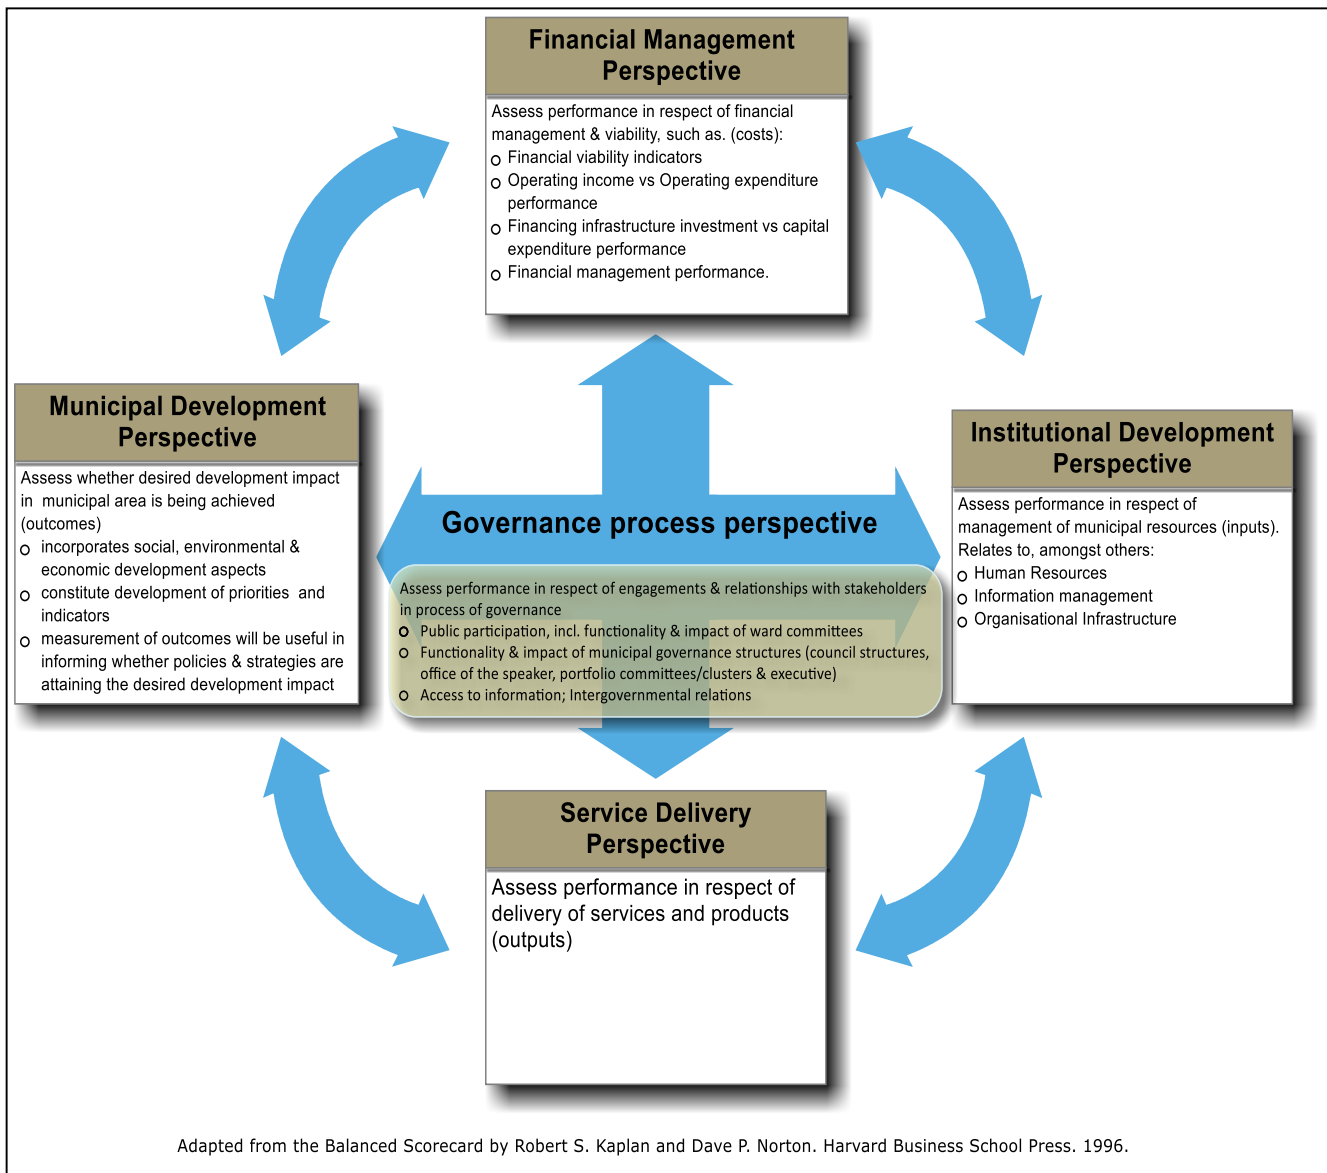 Financial Management
Perspective
Assess performance in respect of financial
management & viability, such as. (costs):
Financial viability indicators
Operating income vs Operating expenditure
performance
Financing infrastructure investment vs capital
expenditure performance
Financial management performance.
Municipal Development
Perspective
Assess whether desired development impact
in municipal area is being achieved
(outcomes)
incorporates social, environmental &
economic development aspects
constitute development of priorities and
indicators
measurement of outcomes will be useful in
informing whether policies & strategies are
attaining the desired development impact
Governance process perspective
Assess performance in respect of engagements & relationships with stakeholders
in process of governance
Public participation, incl. functionality & impact of ward committees
Functionality & impact of municipal governance structures (council structures,
office of the speaker, portfolio committees/clusters & executive)
Access to information; Intergovernmental relations
Institutional Development
Perspective
Assess performance in respect of
management of municipal resources (inputs).
Relates to, amongst others:
Human Resources
Information management
Organisational Infrastructure
Service Delivery
Perspective
Assess performance in respect of
delivery of services and products
(outputs)
Adapted from the Balanced Scorecard by Robert S. Kaplan and Dave P. Norton. Harvard Business School Press. 1996.